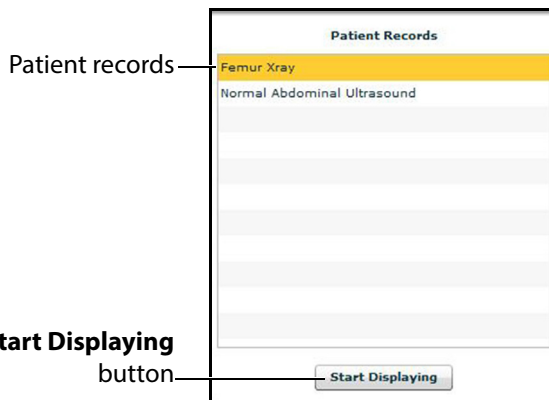 Patient Records
Patient records
Femur Xray
Normal Abdominal Ultrasound
tart Displaying
button
Start Displaying